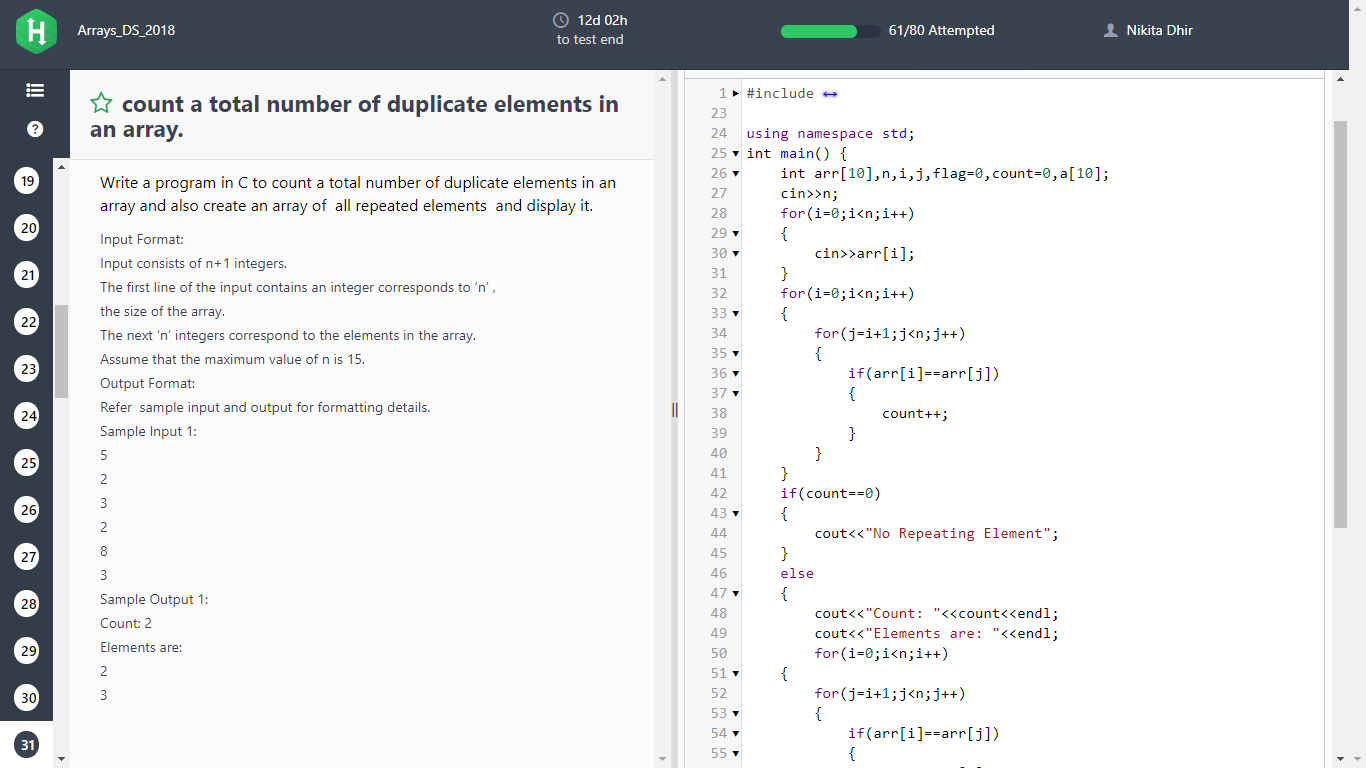 Arrays_DS_2018
12d 02h
to test end
61/80 Attempted
Nikita Dhir
?
19
20
21
22
23
24
25
26
27
28
29
30
31
count a total number of duplicate elements in
an array.
Write a program in C to count a total number of duplicate elements in an
array and also create an array of  all repeated elements  and display it.
Input Format:
Input consists of n+1 integers.
The first line of the input contains an integer corresponds to ‘n’ ,
the size of the array.
The next ‘n’ integers correspond to the elements in the array.
Assume that the maximum value of n is 15.
Output Format:
Refer  sample input and output for formatting details.
Sample Input 1:
5
2
3
2
8
3
Sample Output 1:
Count: 2
Elements are:
2
3
1 #include
23
24 using namespace std;
25 int main() {
26     int arr[10],n,i,j,flag=0,count=0,a[10];
27     cin>>n;
28     for(i=0;i<n;i++)
29     {
30         cin>>arr[i];
31     }
32     for(i=0;i<n;i++)
33     {
34         for(j=i+1;j<n;j++)
35         {
36             if(arr[i]==arr[j])
37             {
38                 count++;
39             }
40         }
41     }
42     if(count==0)
43     {
44         cout<<"No Repeating Element";
45     }
46     else
47     {
48         cout<<"Count: "<<count<<endl;
49         cout<<"Elements are: "<<endl;
50         for(i=0;i<n;i++)
51     {
52         for(j=i+1;j<n;j++)
53         {
54             if(arr[i]==arr[j])
55             {